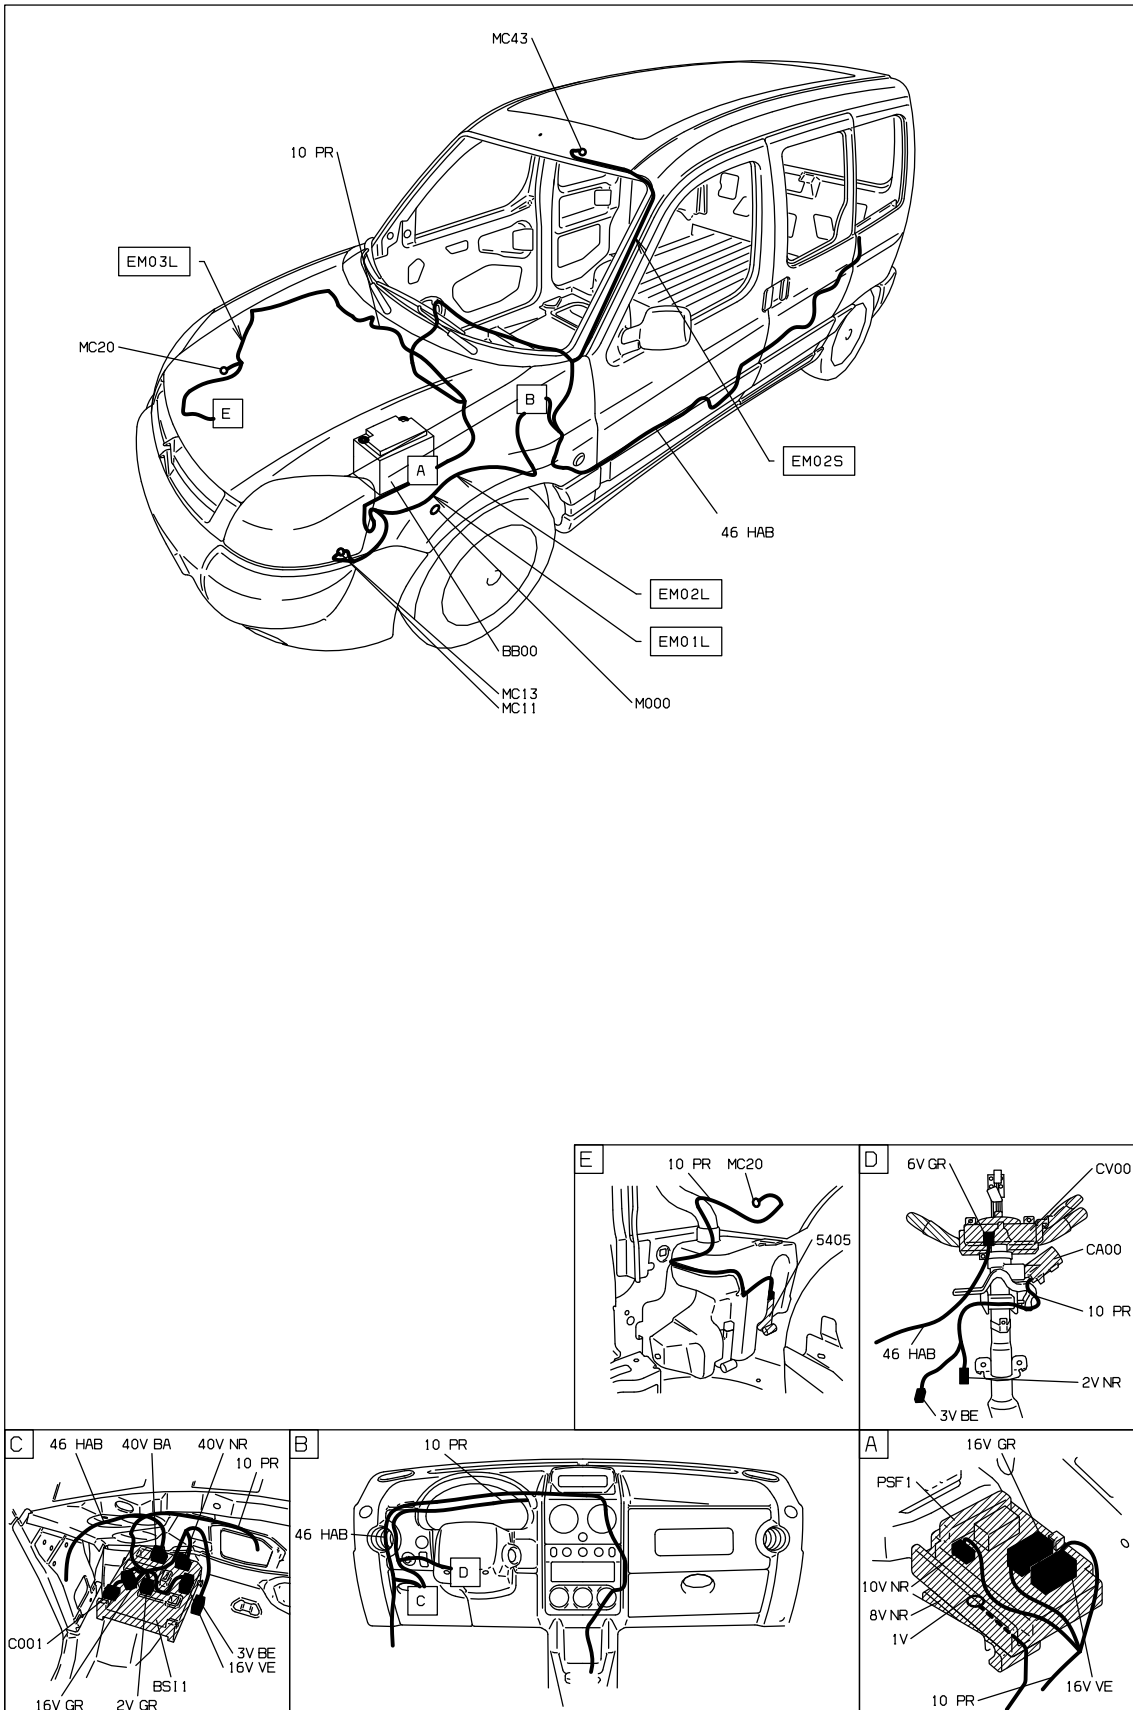 MC43
10 PR
EM03L
MC20
E
B
A
EM02S
46 HAB
EM02L
EM01L
BB00
MC13
MC11
M000
E
10 PR
MC20
5405
D
6V GR
CV00
CA00
10 PR
46 HAB
2V NR
3V BE
C
46 HAB
40V BA
40V NR
10 PR
C001
3V BE
16V VE
BSI1
16V GR
2V GR
B
10 PR
46 HAB
D
C
A
16V GR
PSF1
10V NR
8V NR
1V
16V VE
10 PR